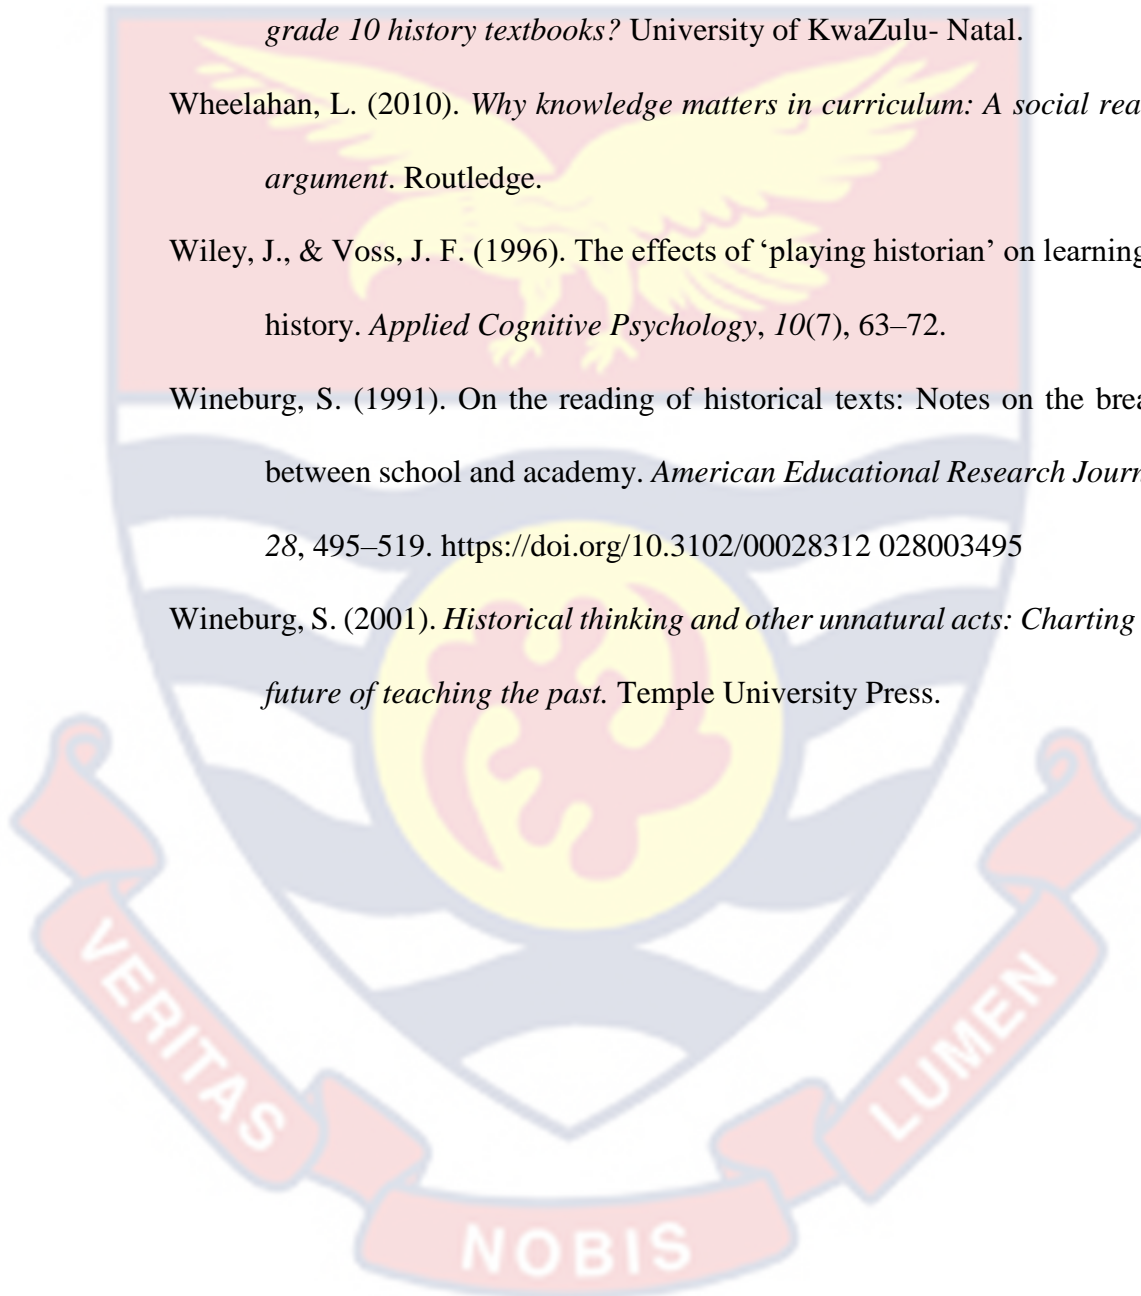 grade 10 history textbooks? University of KwaZulu- Natal.
Wheelahan, L. (2010). Why knowledge matters in curriculum: A social rea
argument. Routledge.
Wiley, J., & Voss, J. F. (1996). The effects of ‘playing historian’ on learning
history. Applied Cognitive Psychology, 10(7), 63–72.
Wineburg, S. (1991). On the reading of historical texts: Notes on the brea
between school and academy. American Educational Research Journ
28, 495–519. https://doi.org/10.3102/00028312 028003495
Wineburg, S. (2001). Historical thinking and other unnatural acts: Charting
future of teaching the past. Temple University Press.
VERITAS
NOBIS
LUMEN